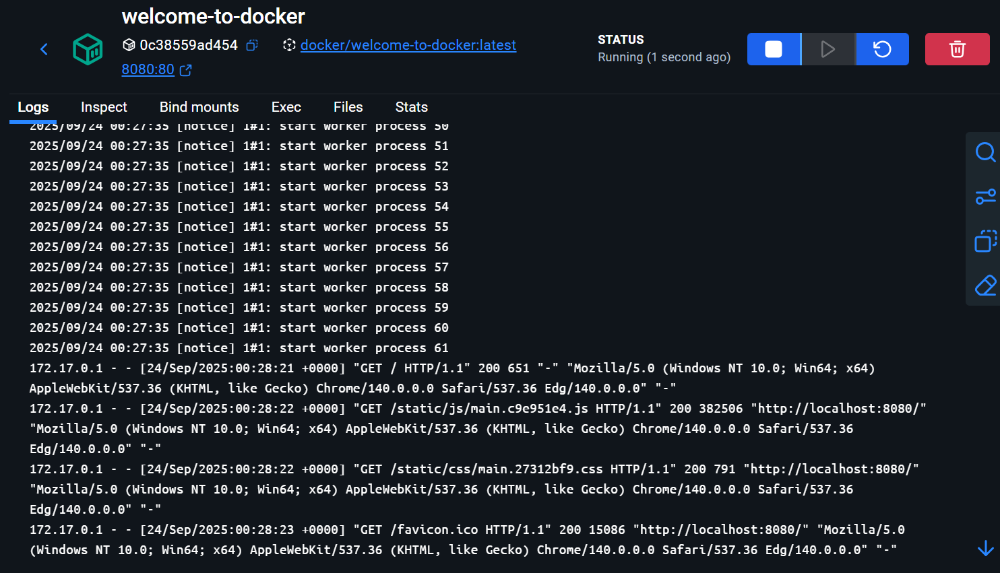 welcome-to-docker
0c38559ad454 docker/welcome-to-docker:latest
8080:80
STATUS
Running (1 second ago)
Logs Inspect Bind mounts Exec Files Stats
2025/09/24 00:27:35 [notice] 1#1: start worker process 50
2025/09/24 00:27:35 [notice] 1#1: start worker process 51
2025/09/24 00:27:35 [notice] 1#1: start worker process 52
2025/09/24 00:27:35 [notice] 1#1: start worker process 53
2025/09/24 00:27:35 [notice] 1#1: start worker process 54
2025/09/24 00:27:35 [notice] 1#1: start worker process 55
2025/09/24 00:27:35 [notice] 1#1: start worker process 56
2025/09/24 00:27:35 [notice] 1#1: start worker process 57
2025/09/24 00:27:35 [notice] 1#1: start worker process 58
2025/09/24 00:27:35 [notice] 1#1: start worker process 59
2025/09/24 00:27:35 [notice] 1#1: start worker process 60
2025/09/24 00:27:35 [notice] 1#1: start worker process 61
172.17.0.1 - - [24/Sep/2025:00:28:21 +0000] "GET / HTTP/1.1" 200 651 "-" "Mozilla/5.0 (Windows NT 10.0; Win64; x64)
AppleWebKit/537.36 (KHTML, like Gecko) Chrome/140.0.0.0 Safari/537.36 Edg/140.0.0.0" "-"
172.17.0.1 - - [24/Sep/2025:00:28:22 +0000] "GET /static/js/main.c9e951e4.js HTTP/1.1" 200 382506 "http://localhost:8080/"
"Mozilla/5.0 (Windows NT 10.0; Win64; x64) AppleWebKit/537.36 (KHTML, like Gecko) Chrome/140.0.0.0 Safari/537.36
Edg/140.0.0.0" "-"
172.17.0.1 - - [24/Sep/2025:00:28:22 +0000] "GET /static/css/main.27312bf9.css HTTP/1.1" 200 791 "http://localhost:8080/"
"Mozilla/5.0 (Windows NT 10.0; Win64; x64) AppleWebKit/537.36 (KHTML, like Gecko) Chrome/140.0.0.0 Safari/537.36
Edg/140.0.0.0" "-"
172.17.0.1 - - [24/Sep/2025:00:28:23 +0000] "GET /favicon.ico HTTP/1.1" 200 15086 "http://localhost:8080/" "Mozilla/5.0
(Windows NT 10.0; Win64; x64) AppleWebKit/537.36 (KHTML, like Gecko) Chrome/140.0.0.0 Safari/537.36 Edg/140.0.0.0" "-"